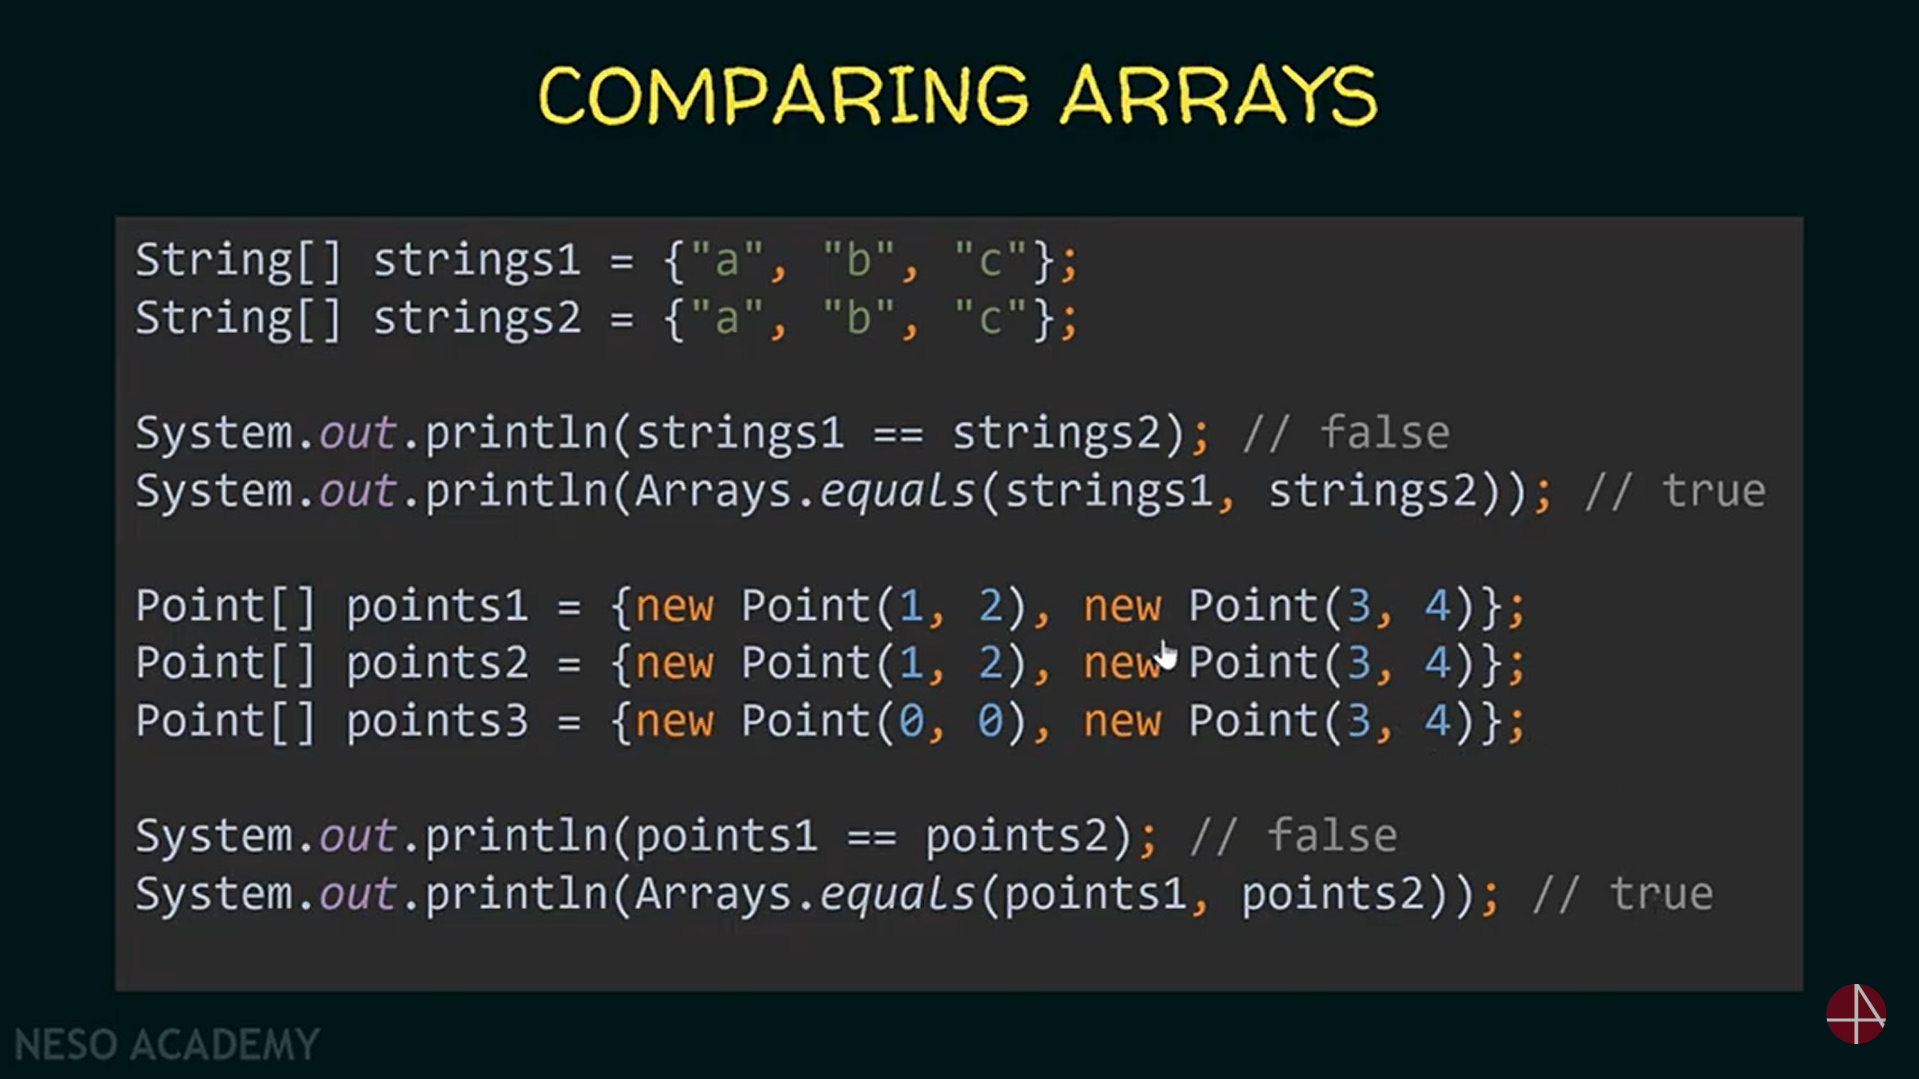 COMPARING ARRAYS
String[] strings1 = {"a", "b", "c"};
String[] strings2 = {"a", "b", "c"};
System.out.println(strings1 == strings2); // false
System.out.println(Arrays.equals(strings1, strings2)); // true
Point[] points1 = {new Point(1, 2), new Point(3, 4)};
Point[] points2 = {new Point(1, 2), new Point(3, 4)};
Point[] points3 = {new Point(0, 0), new Point(3, 4)};
System.out.println(points1 == points2); // false
System.out.println(Arrays.equals(points1, points2)); // true
NESO ACADEMY